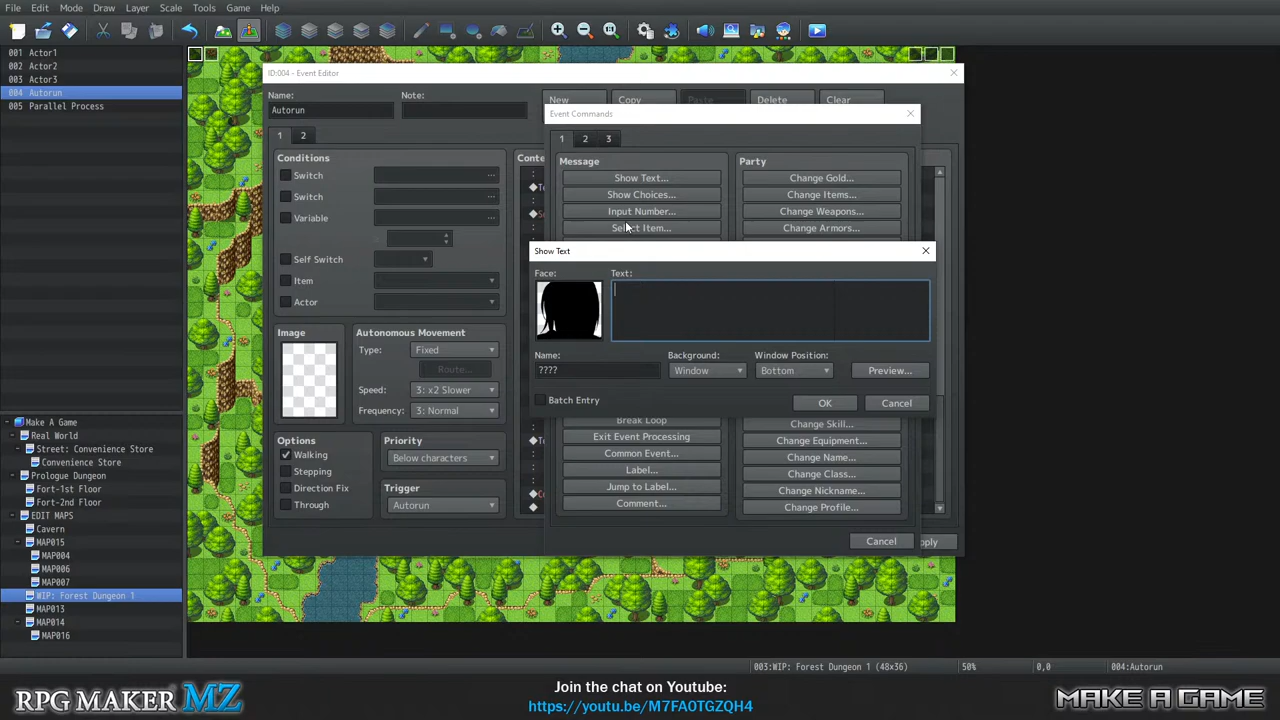 File Edit Mode Draw Layer Scale Tools Game Help
001 Actor1
002 Actor2
003 Actor3
004 Autorun
005 Parallel Process
ID:004 - Event Editor
Name:
Autorun
Note:
New
Copy
Paste
Delete
Clear
1 2
Conditions
Switch
Switch
Variable
Self Switch
Item
Actor
Image
Autonomous Movement
Type:
Fixed
Route...
Speed:
3: x2 Slower
Frequency:
3: Normal
Options
Walking
Stepping
Direction Fix
Through
Priority
Below characters
Trigger
Autorun
Event Commands
1 2 3
Message
Show Text...
Show Choices...
Input Number...
Select Item...
Party
Change Gold...
Change Items...
Change Weapons...
Change Armors...
Show Text
Face:
Text:
Name:
????
Background:
Window
Window Position:
Bottom
Preview...
Batch Entry
OK
Cancel
Break Loop
Exit Event Processing
Common Event...
Label...
Jump to Label...
Comment...
Change Skill...
Change Equipment...
Change Name...
Change Class...
Change Nickname...
Change Profile...
Cancel
Make A Game
Real World
Street: Convenience Store
Convenience Store
Prologue Dungeon
Fort-1st Floor
Fort-2nd Floor
EDIT MAPS
Cavern
MAP015
MAP004
MAP006
MAP007
WIP: Forest Dungeon 1
MAP013
MAP014
MAP016
003:WIP: Forest Dungeon 1 (48x36)
50%
0,0
004:Autorun
RPG MAKER MZ
Join the chat on Youtube:
https://youtu.be/M7FA0TGZQH4
MAKE A GAME